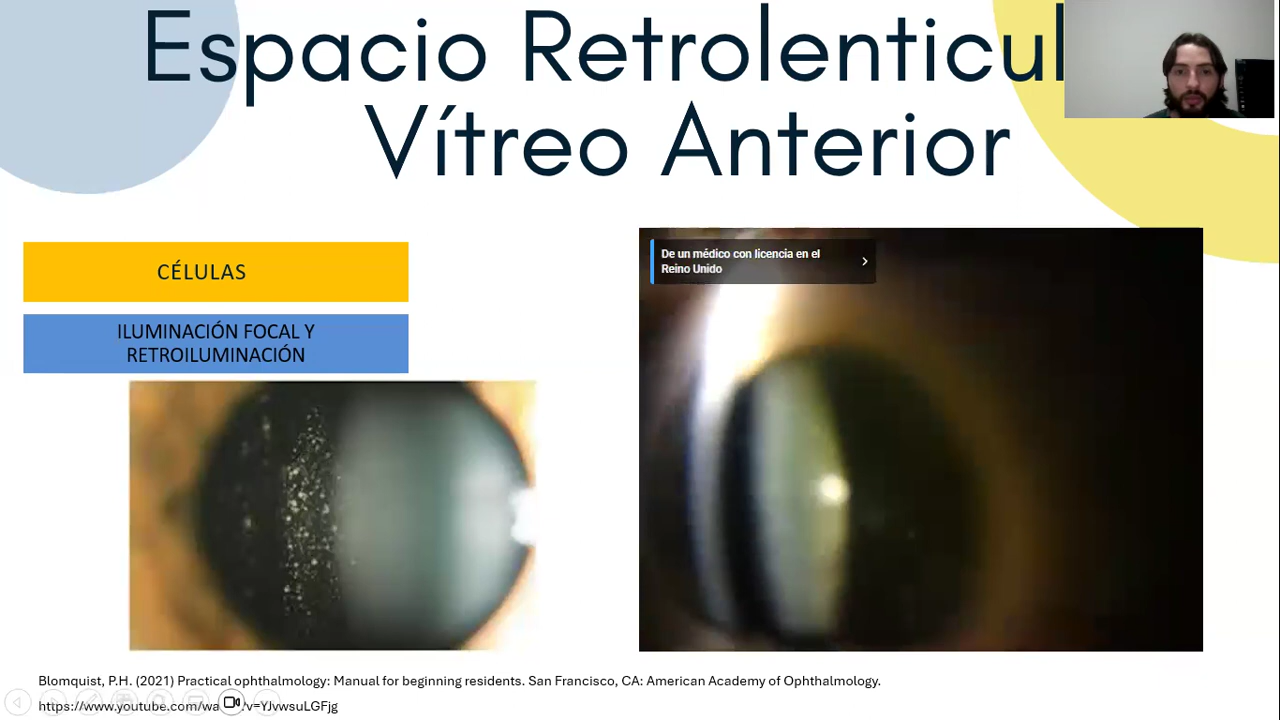 Espacio Retrolenticul
Vítreo Anterior
De un médico con licencia en el
Reino Unido
CÉLULAS
ILUMINACIÓN FOCAL Y
RETROILUMINACIÓN
Blomquist, P.H. (2021) Practical ophthalmology: Manual for beginning residents. San Francisco, CA: American Academy of Ophthalmology.
https://www.youtube.com/wa ?v=YJvwsuLGFjg